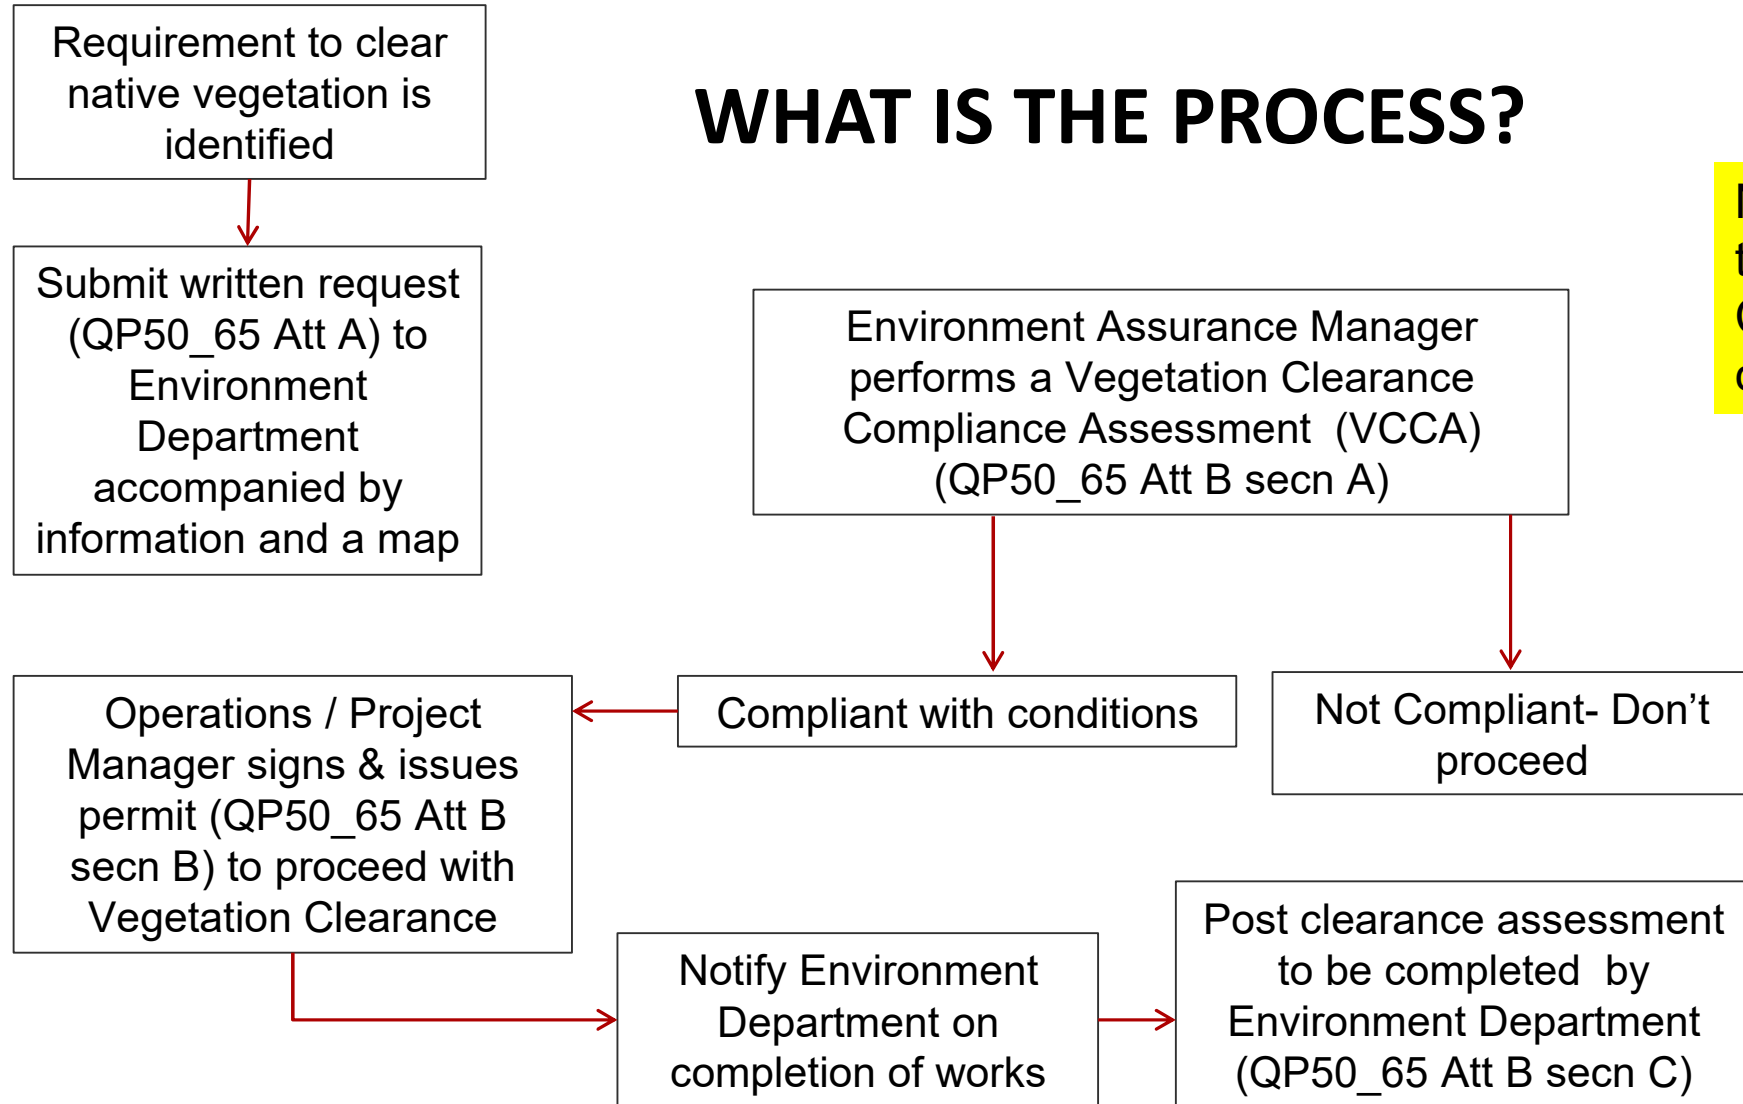 Requirement to clear
native vegetation is
identified
WHAT IS THE PROCESS?
Submit written request
(QP50_65 Att A) to
Environment
Department
accompanied by
information and a map
Environment Assurance Manager
performs a Vegetation Clearance
Compliance Assessment (VCCA)
(QP50_65 Att B secn A)
Operations / Project
Manager signs & issues
permit (QP50_65 Att B
secn B) to proceed with
Vegetation Clearance
Compliant with conditions
Not Compliant- Don’t
proceed
Notify Environment
Department on
completion of works
Post clearance assessment
to be completed by
Environment Department
(QP50_65 Att B secn C)